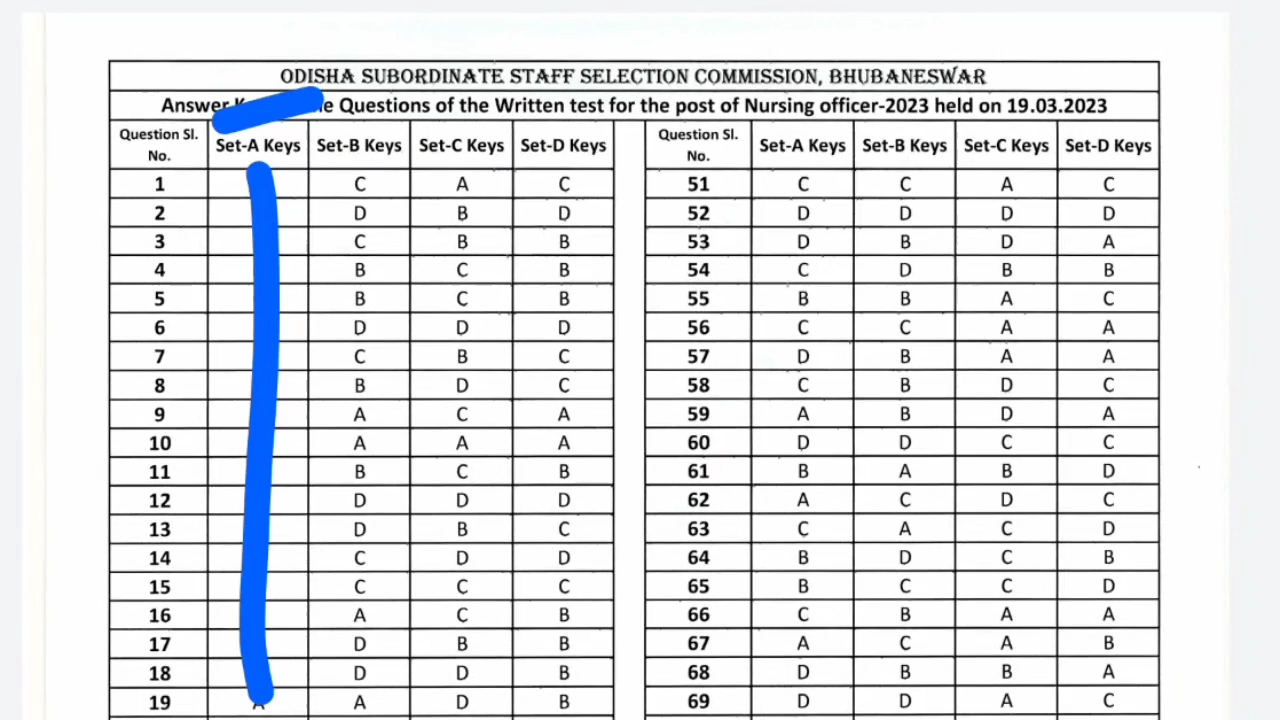 ODISHA SUBORDINATE STAFF SELECTION COMMISSION, BHUBANESWAR
Answer Questions of the Written test for the post of Nursing officer-2023 held on 19.03.2023
Question Sl. No. Set-A Keys Set-B Keys Set-C Keys Set-D Keys Question Sl. No. Set-A Keys Set-B Keys Set-C Keys Set-D Keys
1 C A C 51 C C A C
2 D B D 52 D D D D
3 C B B 53 D B D A
4 B C B 54 C D B B
5 B C B 55 B B A C
6 D D D 56 C C A A
7 C B C 57 D B A A
8 B D C 58 C B D C
9 A C A 59 A B D A
10 A A A 60 D D C C
11 B C B 61 B A B D
12 D D D 62 A C D C
13 D B C 63 C A C D
14 C D D 64 B D C B
15 C C C 65 B C C D
16 A C B 66 C B A A
17 D B B 67 A C A B
18 D D B 68 D B B A
19 A D B 69 D D A C